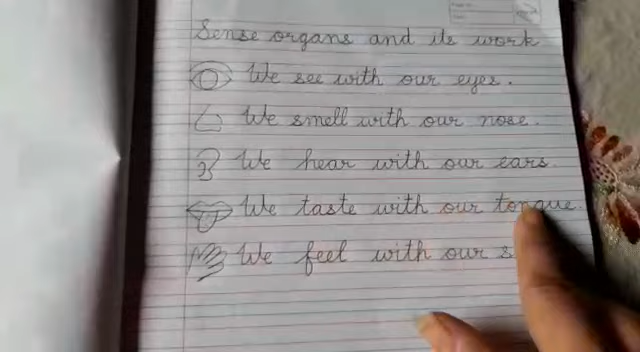 Sense organs and its work
We see with our eyes.
We smell with our nose.
We hear with our ears.
We taste with our tongue.
We feel with our s